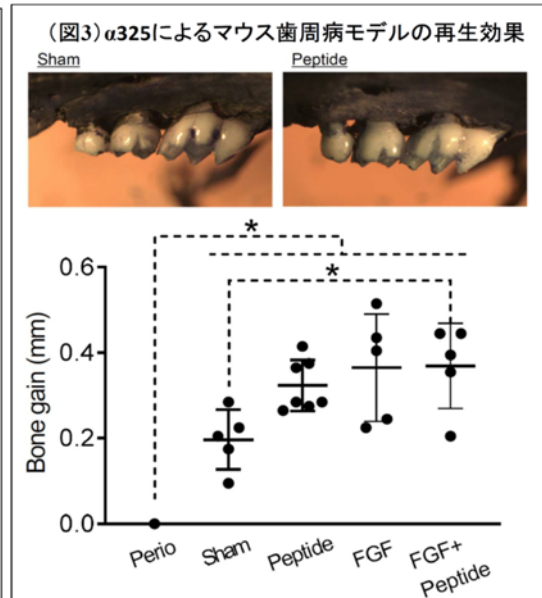 (図3)α325によるマウス歯周病モデルの再生効果
Sham
Peptide
*
*
Bone gain (mm)
0.6
0.4
0.2
0.0
Perio
Sham
Peptide
FGF
FGF+
Peptide